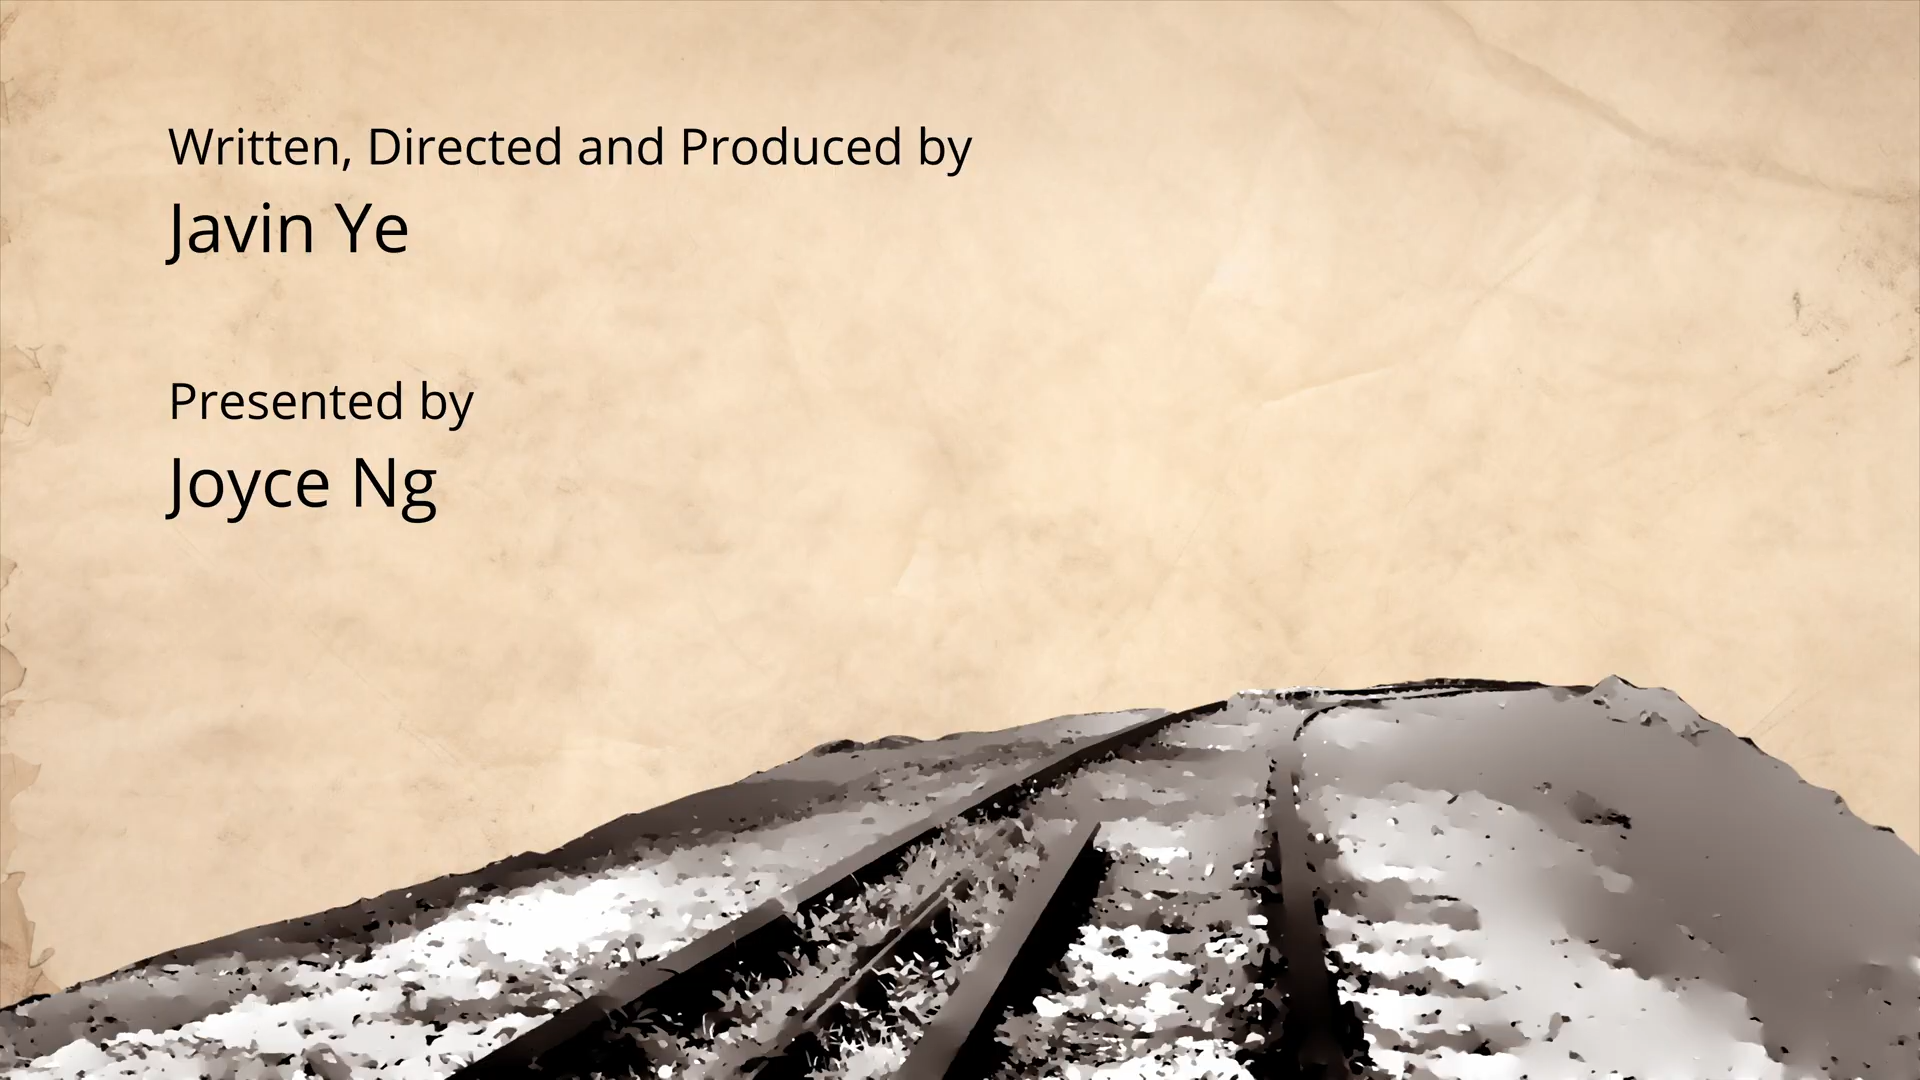 Written, Directed and Produced by
Javin Ye
Presented by
Joyce Ng